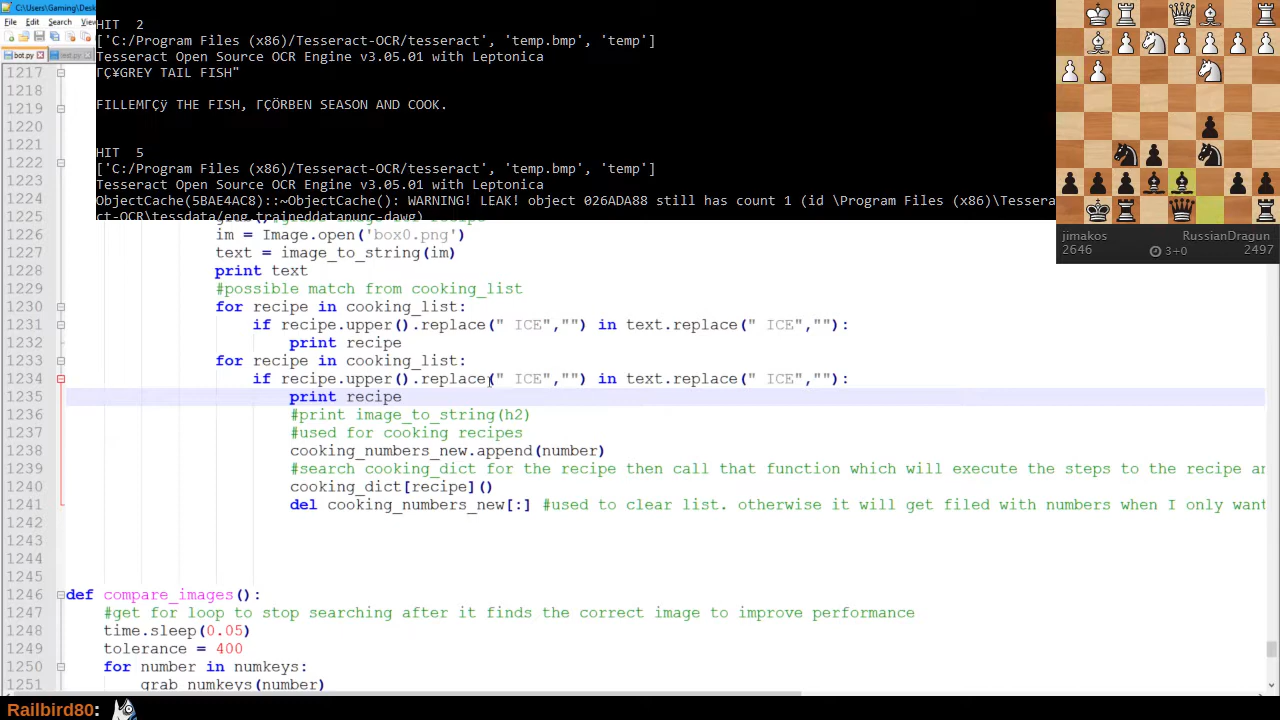 C:\Users\Gaming\Desk
File Edit Search View
bot.py
HIT  2
['C:/Program Files (x86)/Tesseract-OCR/tesseract', 'temp.bmp', 'temp']
Tesseract Open Source OCR Engine v3.05.01 with Leptonica
ΓÇ¥GREY TAIL FISH"
FILLEMΓÇÿ THE FISH, ΓÇÖRBEN SEASON AND COOK.
HIT  5
['C:/Program Files (x86)/Tesseract-OCR/tesseract', 'temp.bmp', 'temp']
Tesseract Open Source OCR Engine v3.05.01 with Leptonica
ObjectCache(5BAE4AC8)::~ObjectCache(): WARNING! LEAK! object 026ADA88 still has count 1 (id \Program Files (x86)\Tessera
ct-OCR\tessdata/eng.traineddatapunc-dawg)
jimakos RussianDragun
2646 3+0 2497
1217
1218
1219
1220
1221
1222
1223
1224
1226 im = Image.open('box0.png')
1227 text = image_to_string(im)
1228 print text
1229 #possible match from cooking_list
1230 for recipe in cooking_list:
1231 if recipe.upper().replace(" ICE","") in text.replace(" ICE",""):
1232 print recipe
1233 for recipe in cooking_list:
1234 if recipe.upper().replace(" ICE","") in text.replace(" ICE",""):
1235 print recipe
1236 #print image_to_string(h2)
1237 #used for cooking recipes
1238 cooking_numbers_new.append(number)
1239 #search cooking_dict for the recipe then call that function which will execute the steps to the recipe an
1240 cooking_dict[recipe]()
1241 del cooking_numbers_new[:] #used to clear list. otherwise it will get filed with numbers when I only want
1242
1243
1244
1245
1246 def compare_images():
1247 #get for loop to stop searching after it finds the correct image to improve performance
1248 time.sleep(0.05)
1249 tolerance = 400
1250 for number in numkeys:
1251 grab_numkeys(number)
Railbird80: